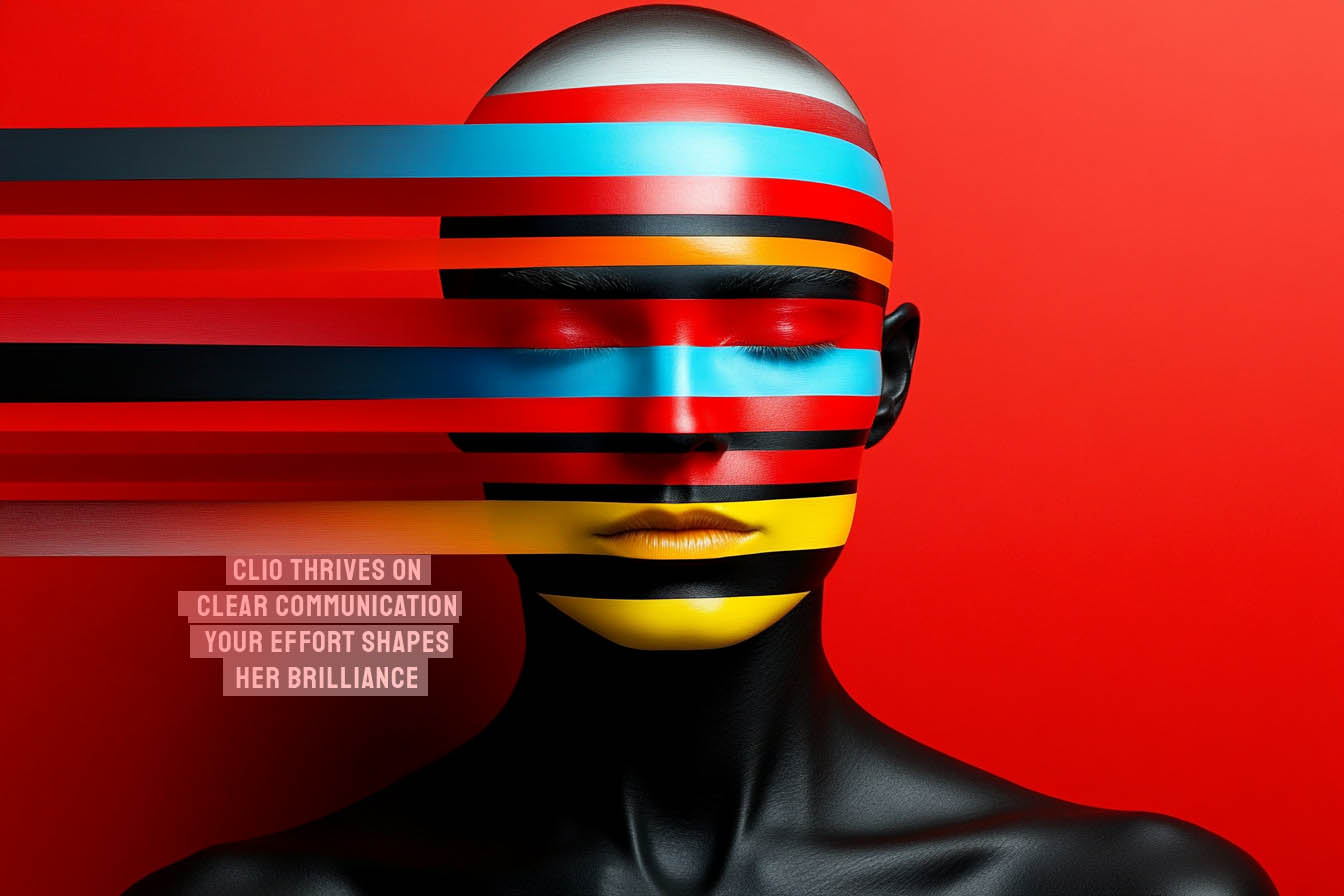 CLIO THRIVES ON
CLEAR COMMUNICATION
YOUR EFFORT SHAPES
HER BRILLIANCE